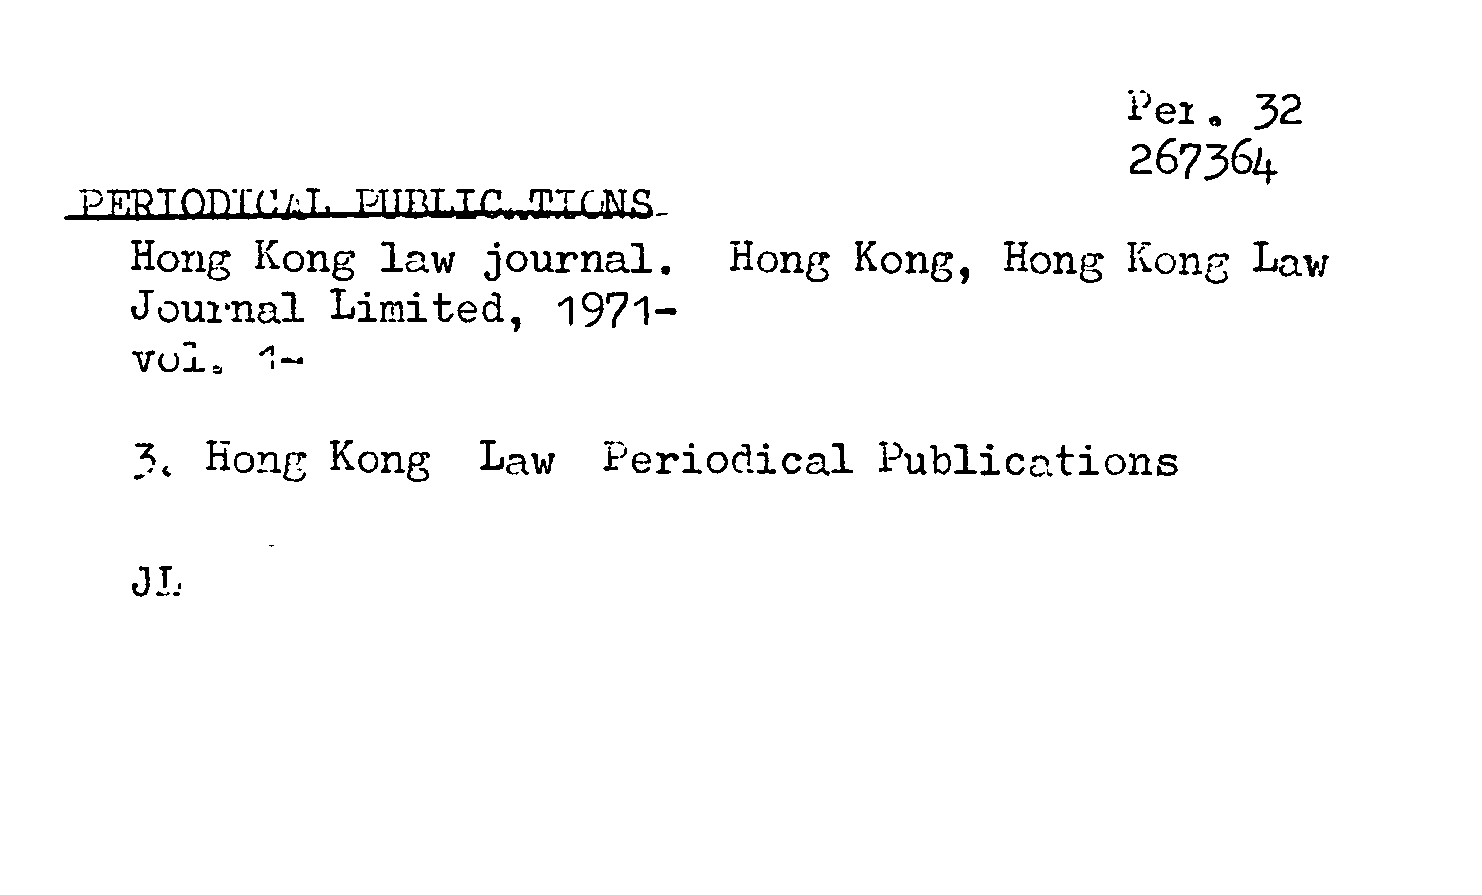 Per. 32
267364
PERIODICAL PUBLICATIONS
Hong Kong law journal. Hong Kong, Hong Kong Law
Journal Limited, 1971-
vol. 1-
3. Hong Kong Law Periodical Publications
JL